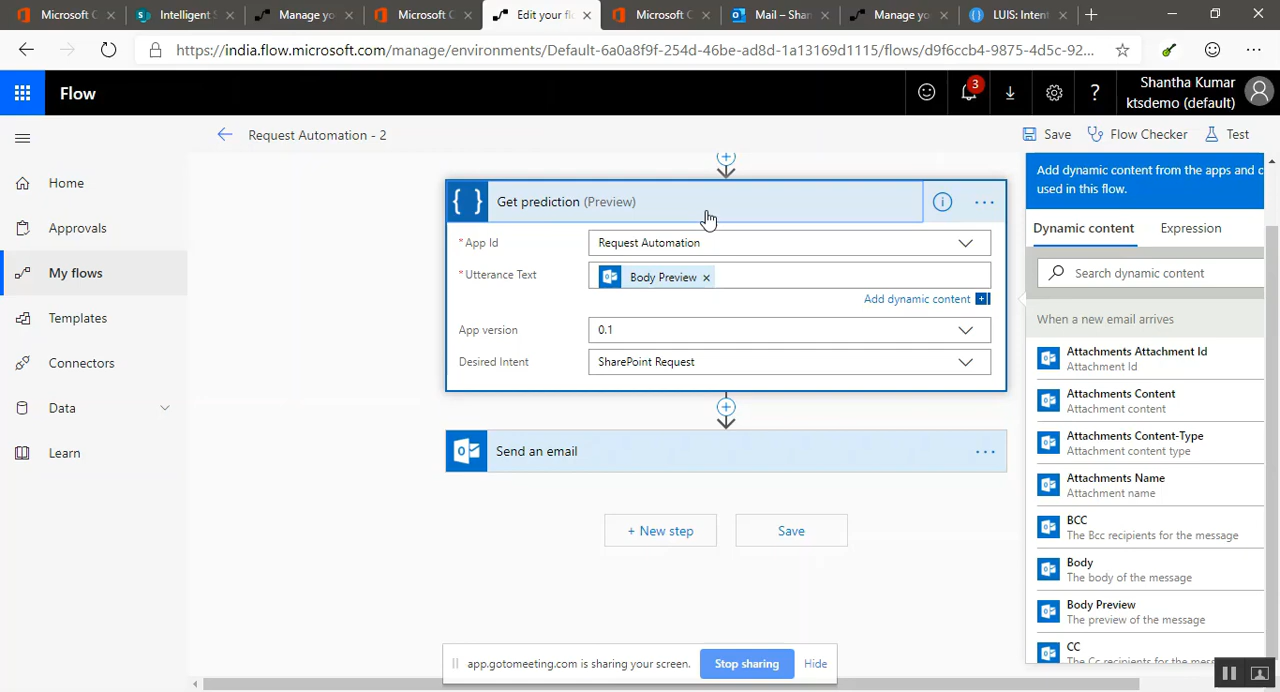 Microsoft C
Intelligent S
Manage yo
Microsoft C
Edit your fl
Microsoft C
Mail – Shan
Manage you
LUIS: Intent
https://india.flow.microsoft.com/manage/environments/Default-6a0a8f9f-254d-46be-ad8d-1a13169d1115/flows/d9f6ccb4-9875-4d5c-92...
Flow
3
?
Shantha Kumar
ktsdemo (default)
Request Automation - 2
Save
Flow Checker
Test
Home
Approvals
My flows
Templates
Connectors
Data
Learn
Get prediction (Preview)
* App Id
Request Automation
* Utterance Text
Body Preview
Add dynamic content
App version
0.1
Desired Intent
SharePoint Request
Send an email
+ New step
Save
Add dynamic content from the apps and c
used in this flow.
Dynamic content
Expression
Search dynamic content
When a new email arrives
Attachments Attachment Id
Attachment Id
Attachments Content
Attachment content
Attachments Content-Type
Attachment content type
Attachments Name
Attachment name
BCC
The Bcc recipients for the message
Body
The body of the message
Body Preview
The preview of the message
CC
The Cc recipients for the message
app.gotomeeting.com is sharing your screen.
Stop sharing
Hide